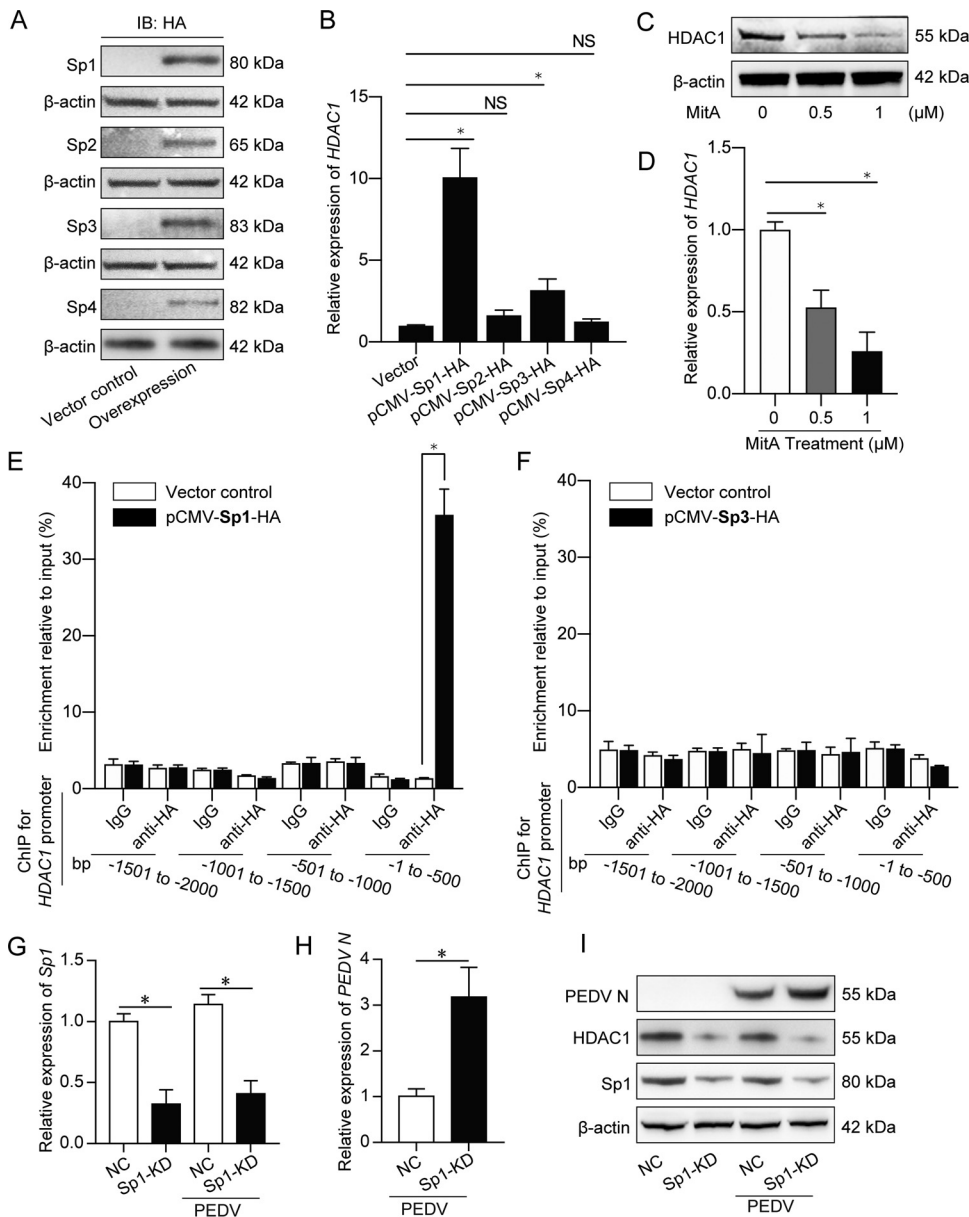 A
IB: HA
Sp1
80 kDa
β-actin
42 kDa
Sp2
65 kDa
β-actin
42 kDa
Sp3
83 kDa
β-actin
42 kDa
Sp4
82 kDa
β-actin
42 kDa
Vector control
Overexpression
B
Relative expression of HDAC1
15
10
5
0
NS
*
NS
*
Vector
pCMV-Sp1-HA
pCMV-Sp2-HA
pCMV-Sp3-HA
pCMV-Sp4-HA
C
HDAC1
55 kDa
β-actin
42 kDa
MitA 0 0.5 1 (μM)
D
Relative expression of HDAC1
1.5
1.0
0.5
0.0
*
*
0 0.5 1
MitA Treatment (μM)
E
Enrichment relative to input (%)
40
30
20
10
0
Vector control
pCMV-Sp1-HA
*
ChIP for
HDAC1 promoter
IgG anti-HA IgG anti-HA IgG anti-HA IgG anti-HA
bp -1501 to -2000 -1001 to -1500 -501 to -1000 -1 to -500
F
Enrichment relative to input (%)
40
30
20
10
0
Vector control
pCMV-Sp3-HA
ChIP for
HDAC1 promoter
IgG anti-HA IgG anti-HA IgG anti-HA IgG anti-HA
bp -1501 to -2000 -1001 to -1500 -501 to -1000 -1 to -500
G
Relative expression of Sp1
1.5
1.0
0.5
0.0
*
*
NC Sp1-KD NC Sp1-KD
PEDV
H
Relative expression of PEDV N
4
3
2
1
0
*
NC Sp1-KD
PEDV
I
PEDV N
55 kDa
HDAC1
55 kDa
Sp1
80 kDa
β-actin
42 kDa
NC Sp1-KD NC Sp1-KD
PEDV